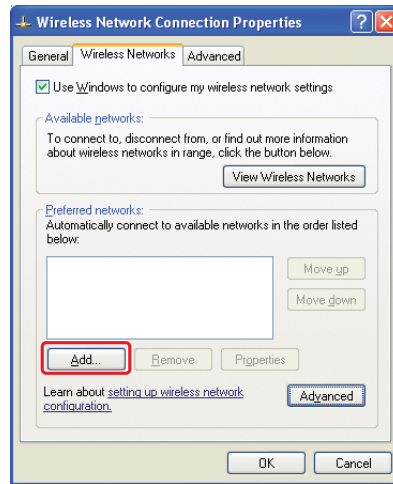 Wireless Network Connection Properties
General Wireless Networks Advanced
Use Windows to configure my wireless network settings
Available networks:
To connect to, disconnect from, or find out more information
about wireless networks in range, click the button below.
View Wireless Networks
Preferred networks:
Automatically connect to available networks in the order listed
below:
Move up
Move down
Add... Remove Properties
Learn about setting up wireless network
configuration.
Advanced
OK Cancel